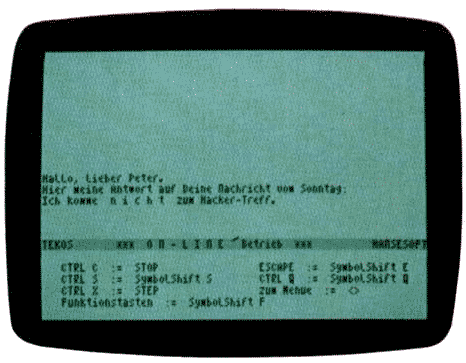 Hallo, Lieber Peter.
Hier meine Antwort auf Deine Nachricht vom Sonntag:
Ich komme n i c h t zum Hacker-Treff.
TEKOS *** O N - L I N E Betrieb *** HANSESOFT
CTRL C := STOP ESCAPE := SymbolShift E
CTRL S := SymbolShift S CTRL Q := SymbolShift Q
CTRL X := STEP zum Menue := <>
Funktionstasten := SymbolShift F